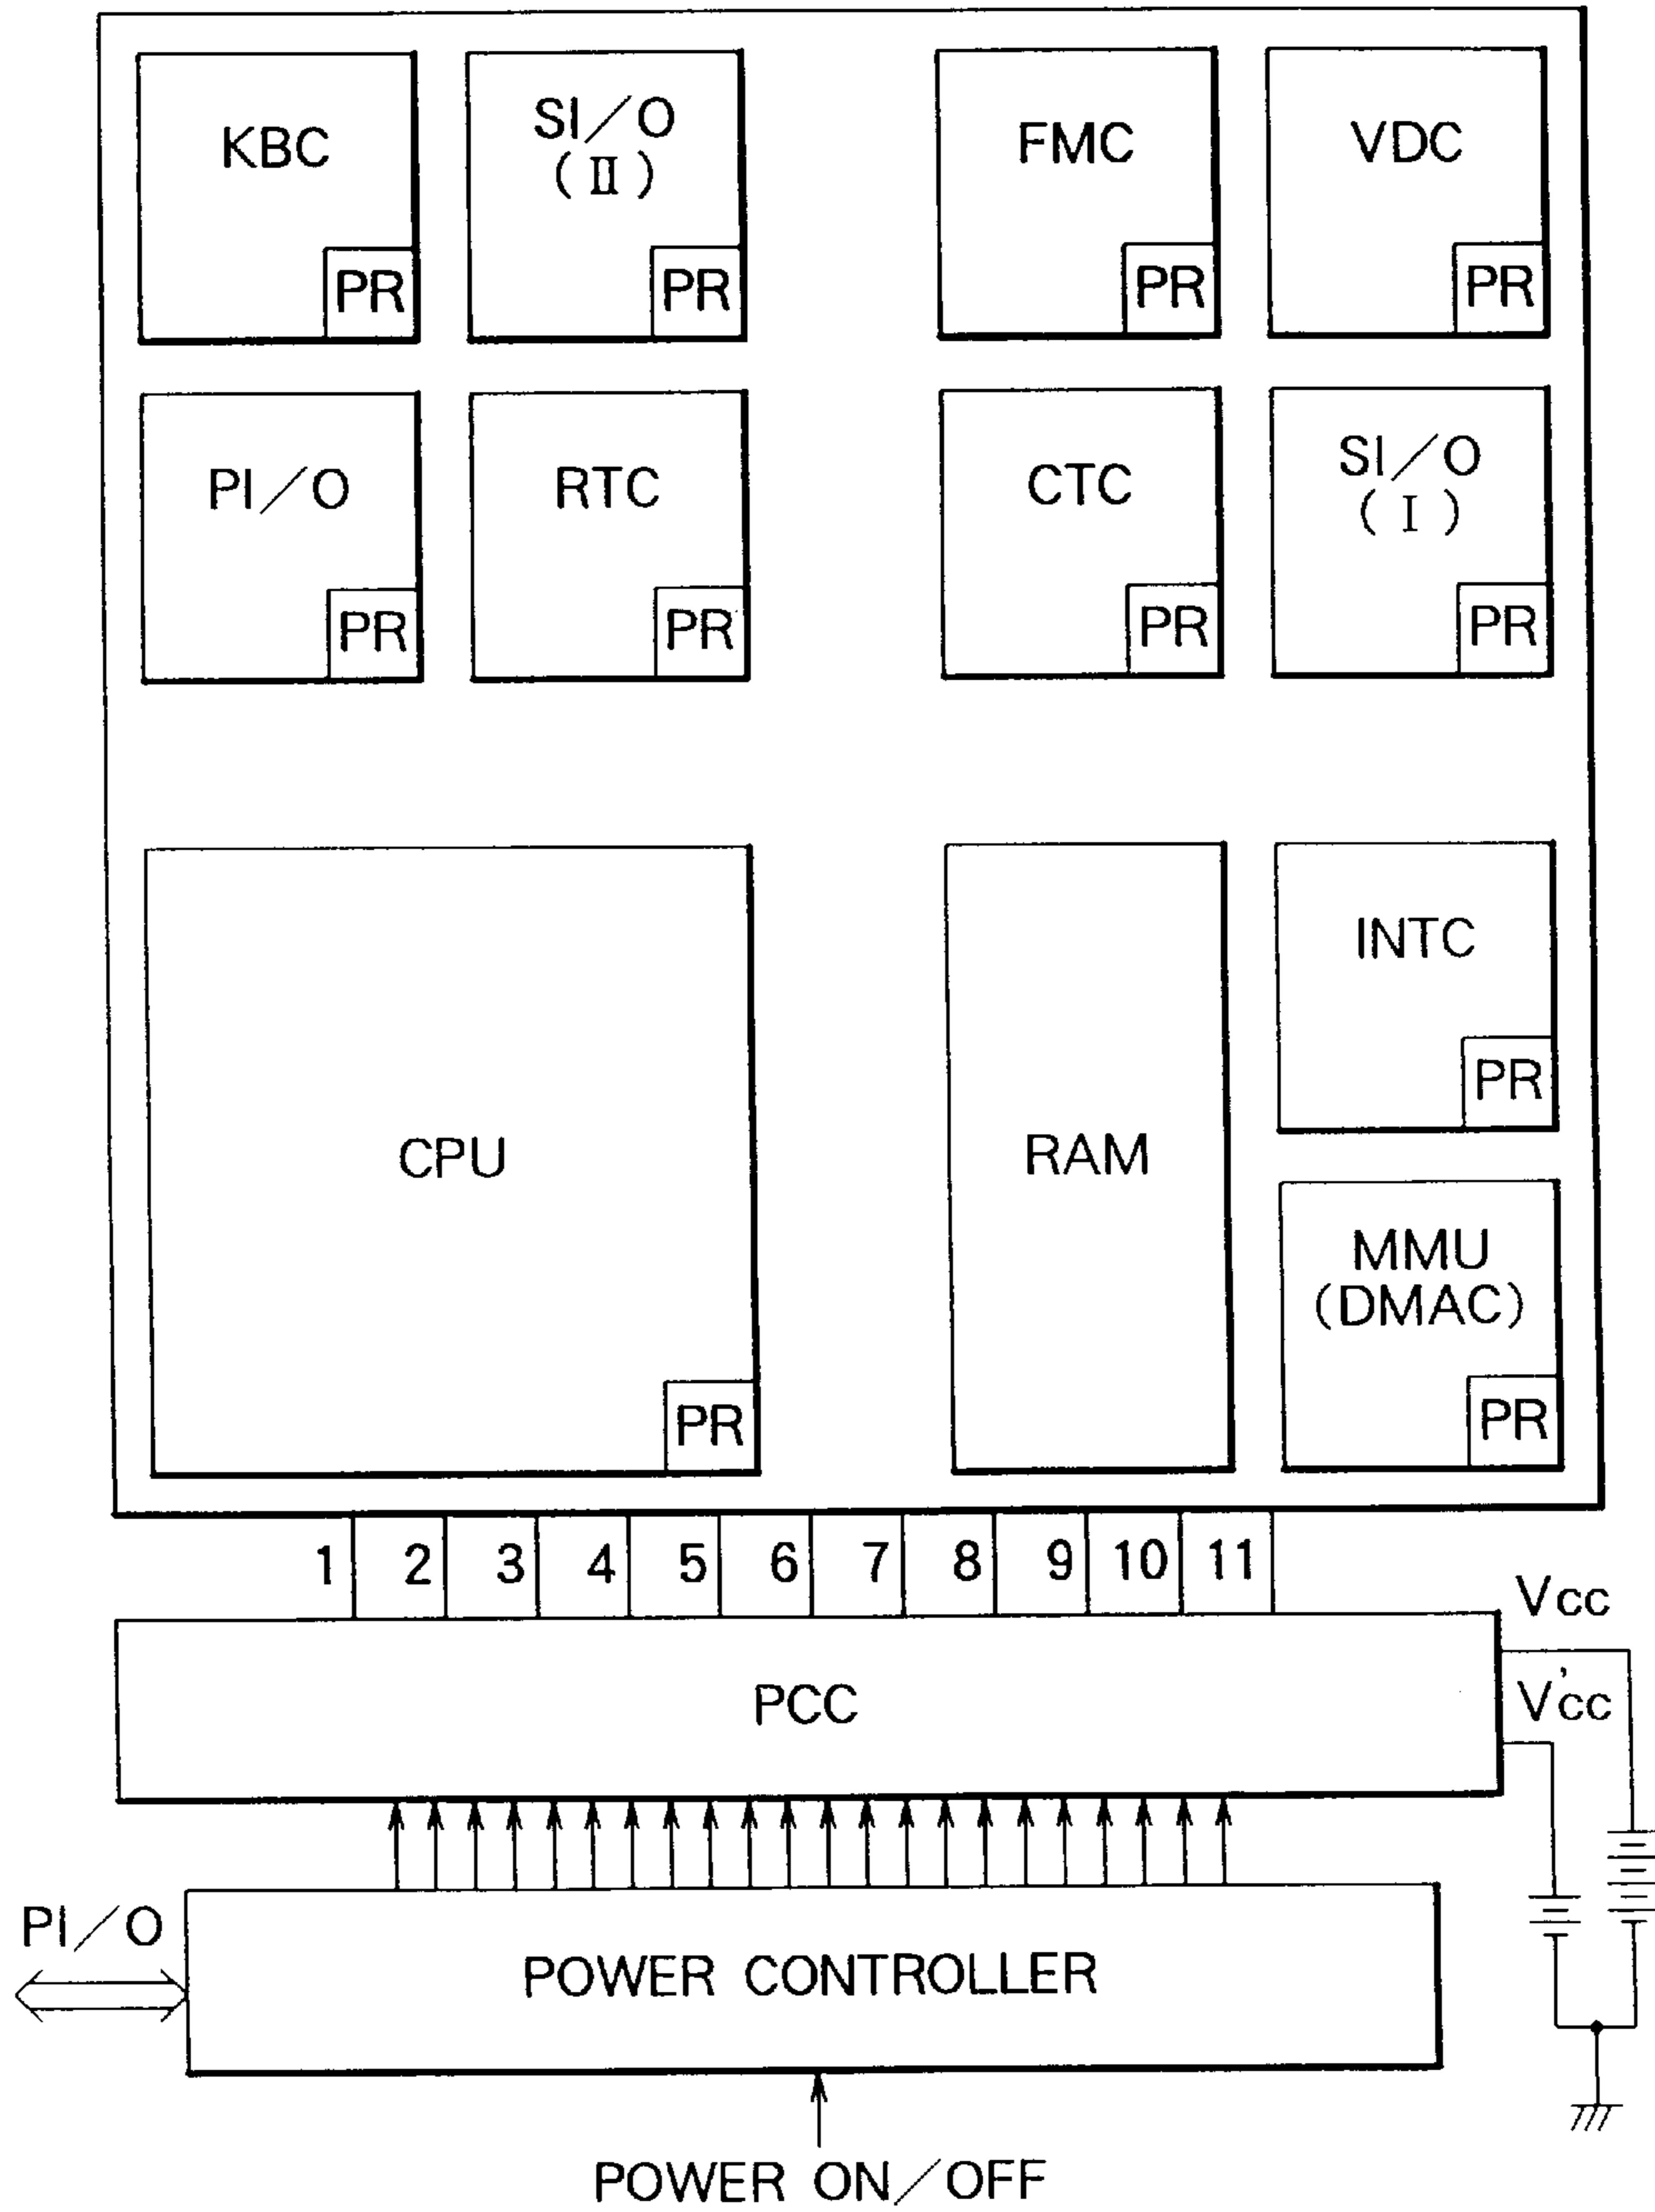 KBC
PR
SI/O
(II)
PR
FMC
PR
VDC
PR
PI/O
PR
RTC
PR
CTC
PR
SI/O
(I)
PR
CPU
PR
RAM
INTC
PR
MMU
(DMAC)
PR
1 2 3 4 5 6 7 8 9 10 11
Vcc
V'cc
PCC
PI/O
POWER CONTROLLER
POWER ON/OFF